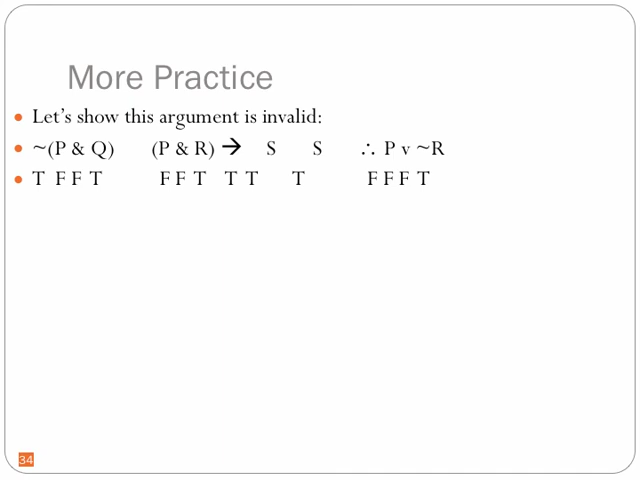 More Practice
Let's show this argument is invalid:
~(P & Q) (P & R) → S S ∴ P v ~R
T F F T F F T T T T F F F T
34